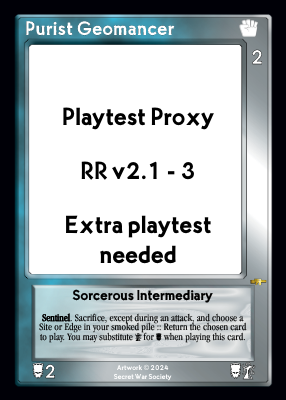 Purist Geomancer
2
Playtest Proxy
RR v2.1 - 3
Extra playtest
needed
Sorcerous Intermediary
Sentinel. Sacrifice, except during an attack, and choose a
Site or Edge in your smoked pile :: Return the chosen card
to play. You may substitute for when playing this card.
2
Artwork © 2024
Secret War Society